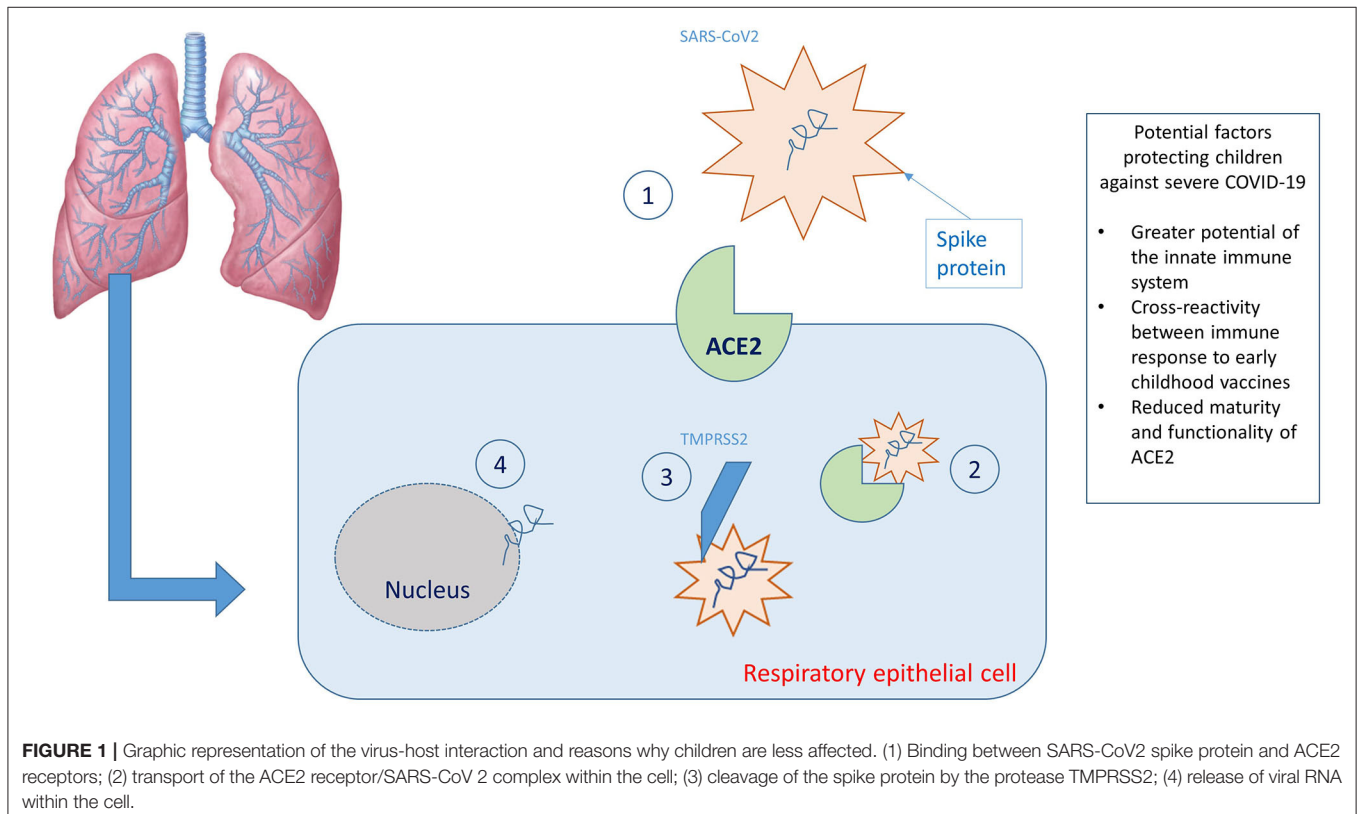 SARS-CoV2
1
Spike
protein
ACE2
Potential factors
protecting children
against severe COVID-19
• Greater potential of
the innate immune
system
• Cross-reactivity
between immune
response to early
childhood vaccines
• Reduced maturity
and functionality of
ACE2
TMPRSS2
4
3
2
Nucleus
Respiratory epithelial cell
FIGURE 1 | Graphic representation of the virus-host interaction and reasons why children are less affected. (1) Binding between SARS-CoV2 spike protein and ACE2
receptors; (2) transport of the ACE2 receptor/SARS-CoV 2 complex within the cell; (3) cleavage of the spike protein by the protease TMPRSS2; (4) release of viral RNA
within the cell.